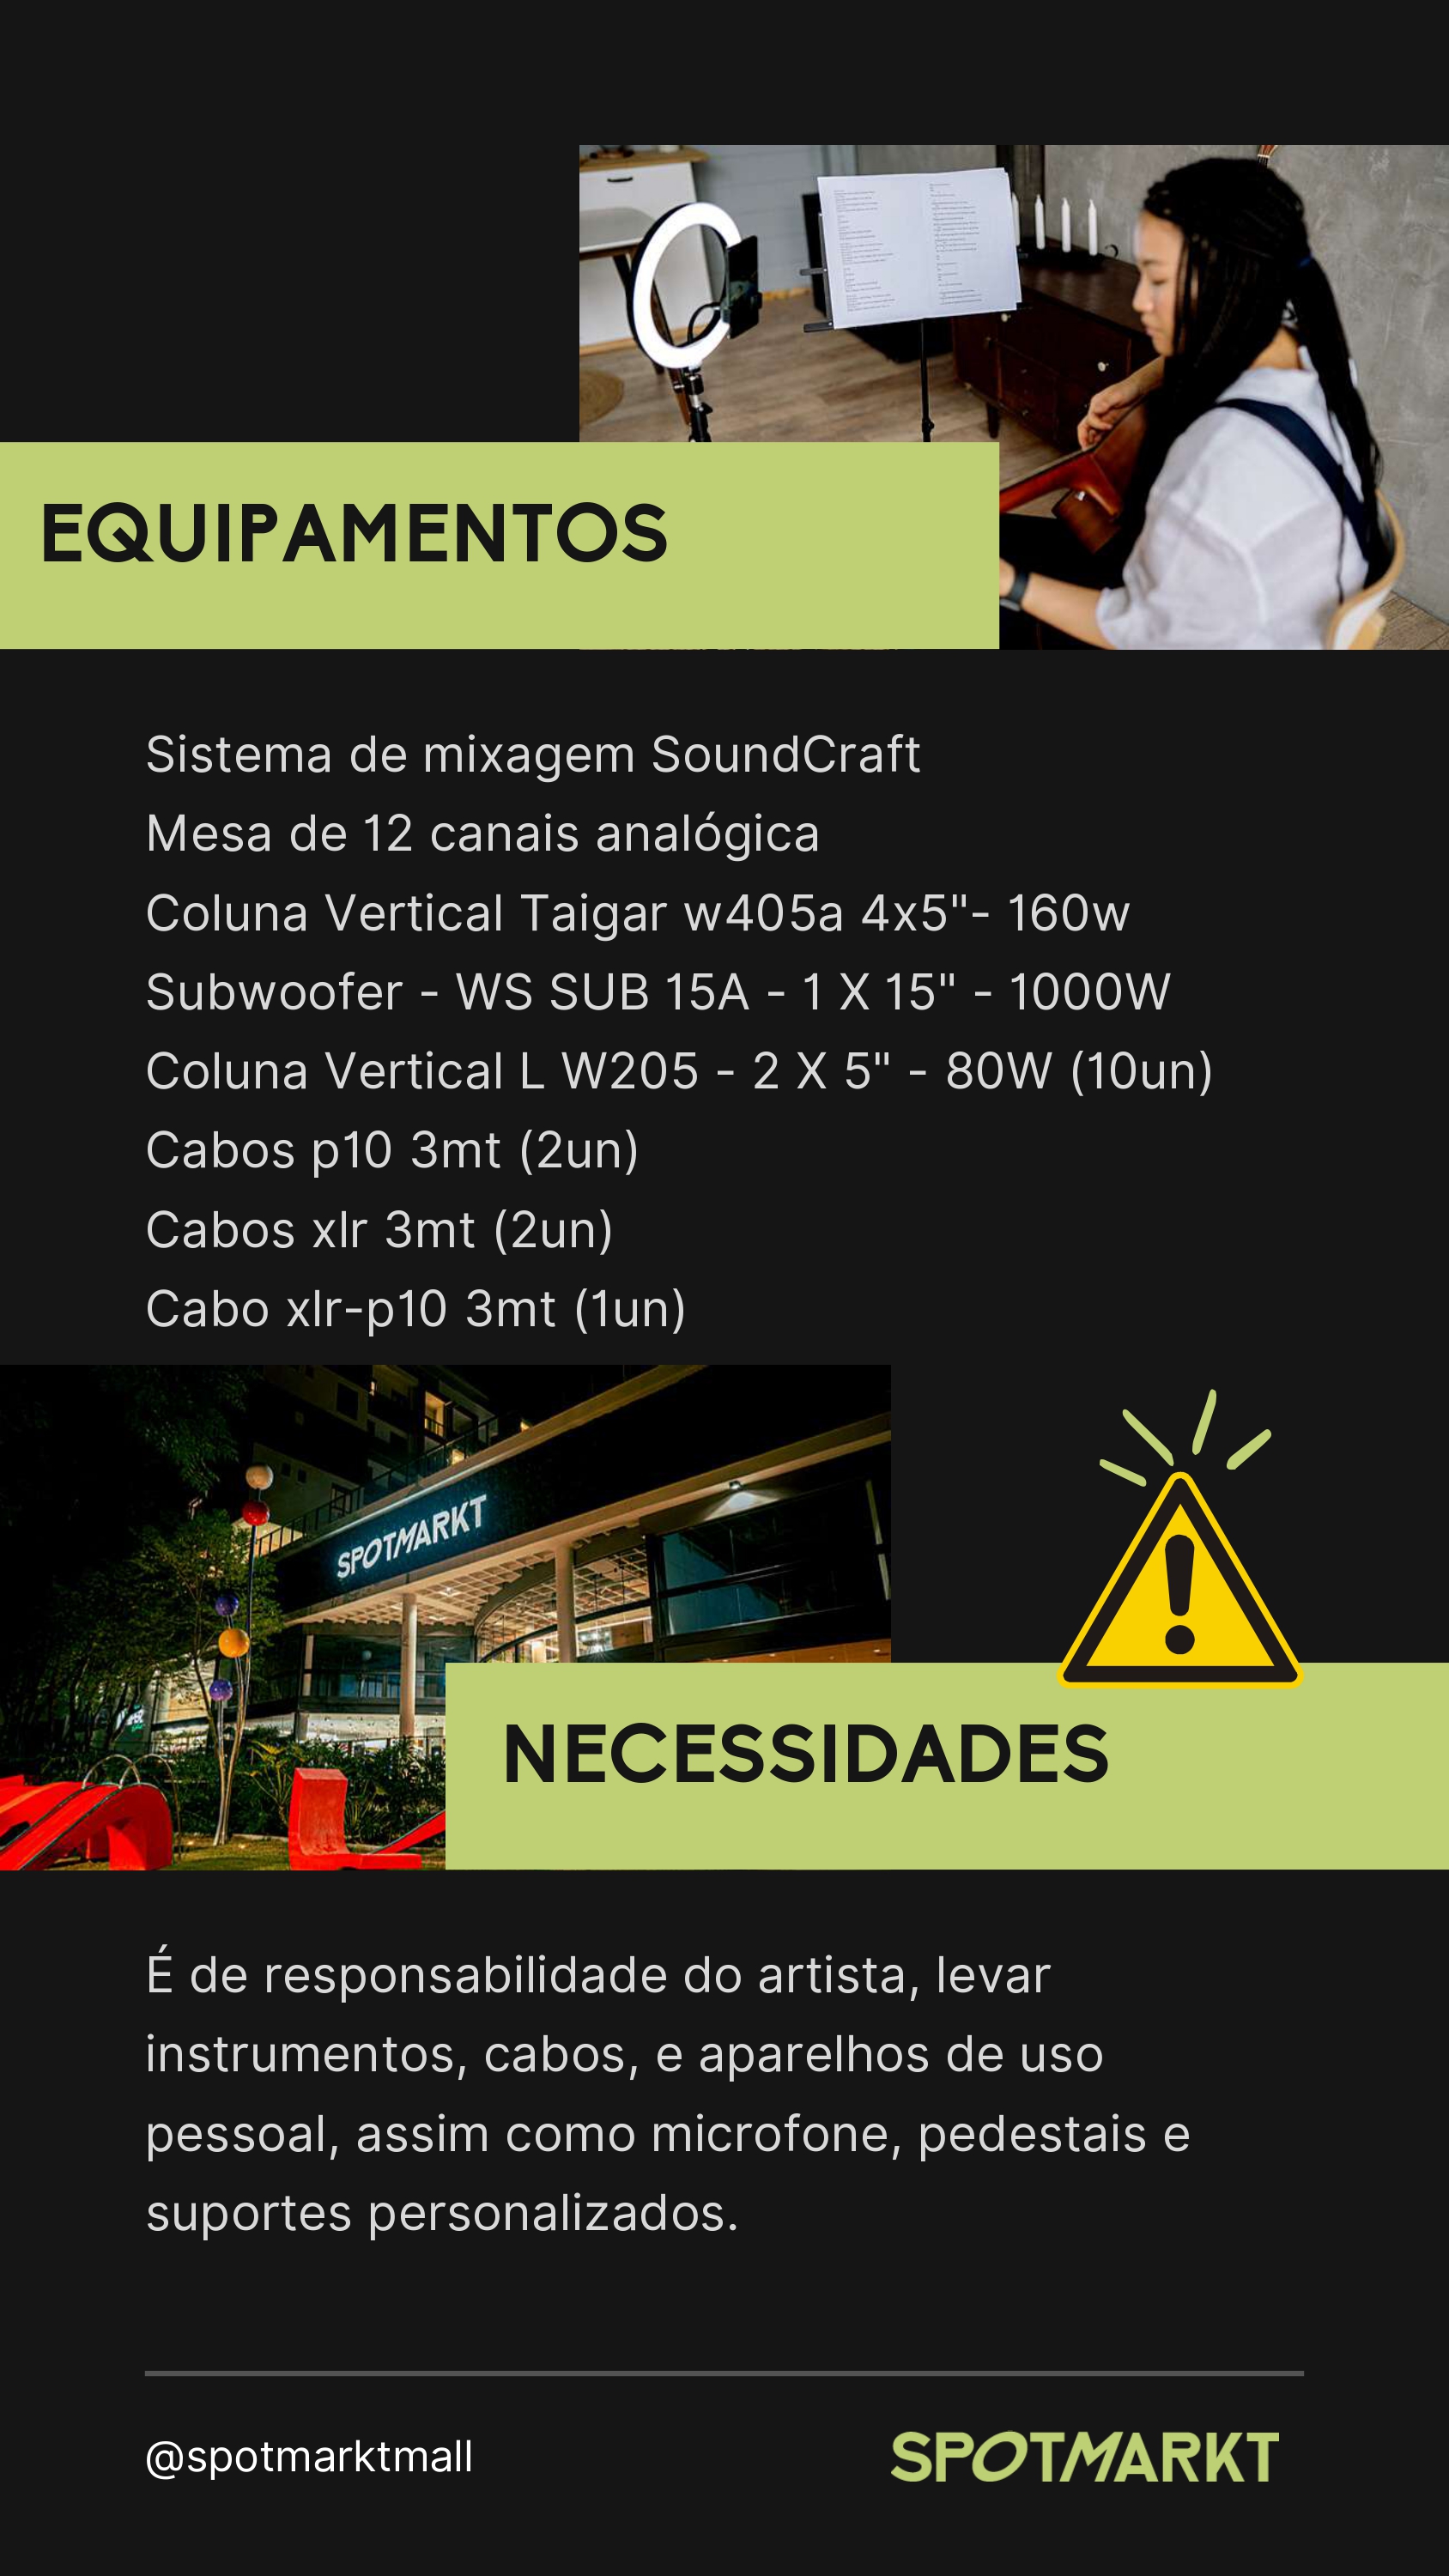 EQUIPAMENTOS
Sistema de mixagem SoundCraft
Mesa de 12 canais analógica
Coluna Vertical Taigar w405a 4x5"- 160w
Subwoofer - WS SUB 15A - 1 X 15" - 1000W
Coluna Vertical L W205 - 2 X 5" - 80W (10un)
Cabos p10 3mt (2un)
Cabos xlr 3mt (2un)
Cabo xlr-p10 3mt (1un)
SPOTMARKT
NECESSIDADES
É de responsabilidade do artista, levar
instrumentos, cabos, e aparelhos de uso
pessoal, assim como microfone, pedestais e
suportes personalizados.
@spotmarktmall
SPOTMARKT